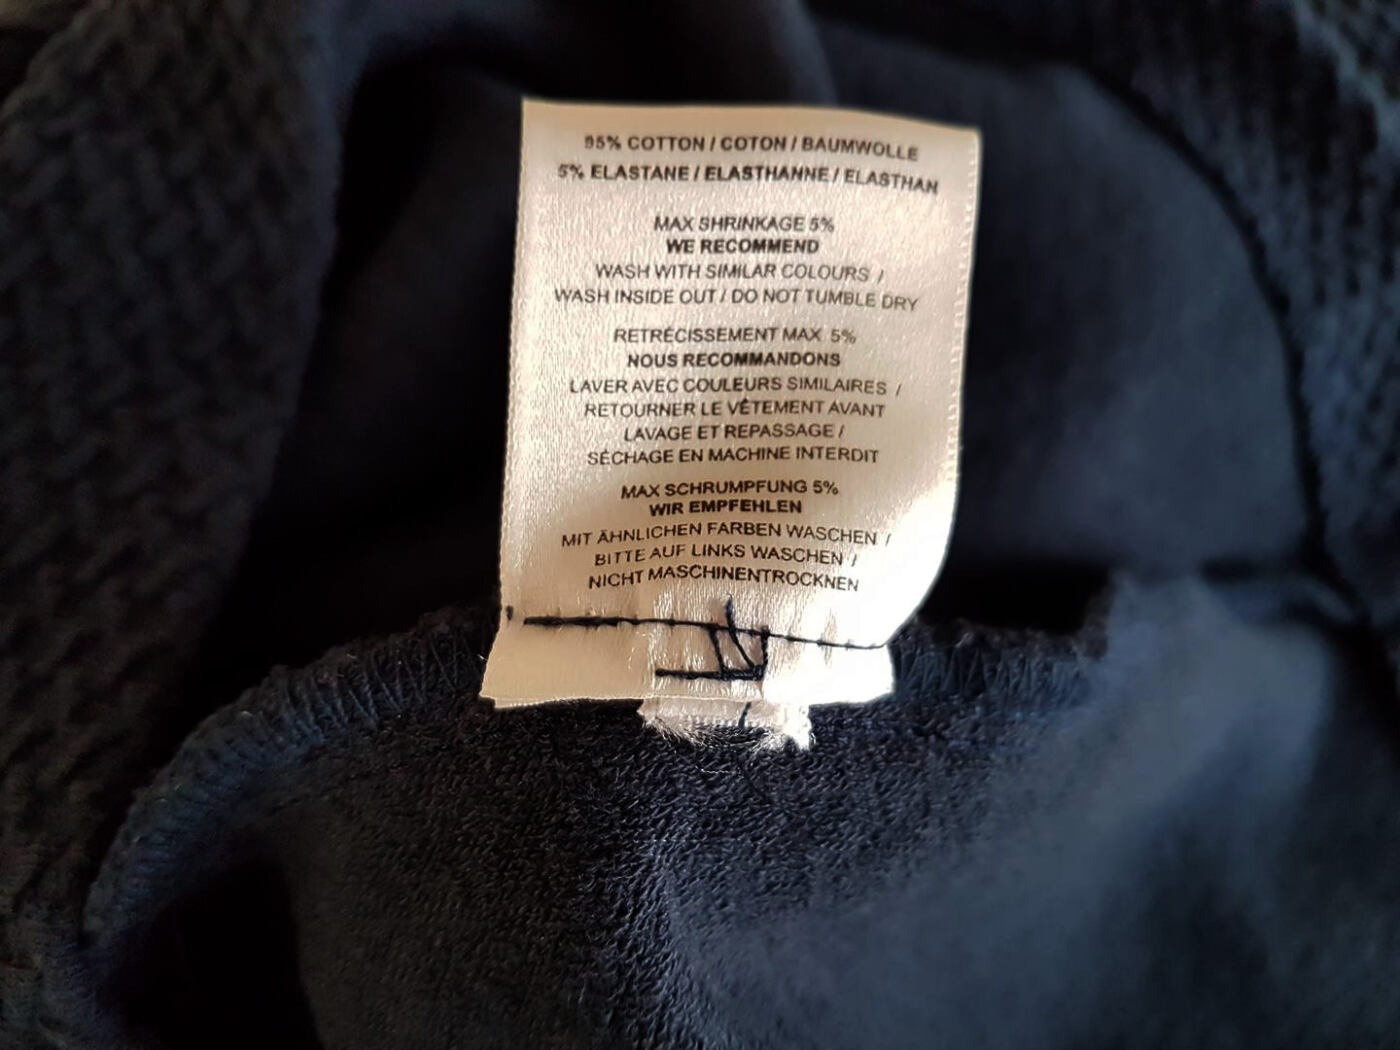 95% COTTON / COTON / BAUMWOLLE
5% ELASTANE / ELASTHANNE / ELASTHAN
MAX SHRINKAGE 5%
WE RECOMMEND
WASH WITH SIMILAR COLOURS /
WASH INSIDE OUT / DO NOT TUMBLE DRY
RETRÉCISSEMENT MAX. 5%
NOUS RECOMMANDONS
LAVER AVEC COULEURS SIMILAIRES /
RETOURNER LE VÊTEMENT AVANT
LAVAGE ET REPASSAGE /
SÉCHAGE EN MACHINE INTERDIT
MAX SCHRUMPFUNG 5%
WIR EMPFEHLEN
MIT ÄHNLICHEN FARBEN WASCHEN /
BITTE AUF LINKS WASCHEN /
NICHT MASCHINENTROCKNEN